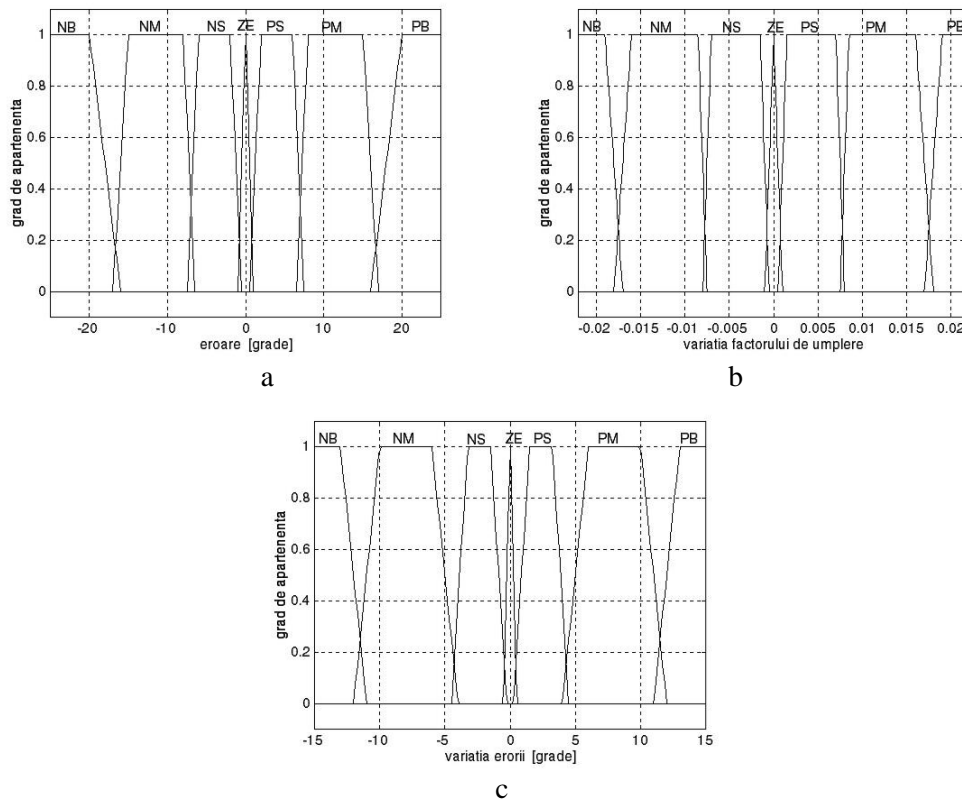 NB NM NS ZE PS PM PB
1
0.8
0.6
0.4
0.2
0
grad de apartenenta
-20 -10 0 10 20
eroare [grade]
a
NB NM NS ZE PS PM PB
1
0.8
0.6
0.4
0.2
0
grad de apartenenta
-0.02 -0.015 -0.01 -0.005 0 0.005 0.01 0.015 0.02
variatia factorului de umplere
b
NB NM NS ZE PS PM PB
1
0.8
0.6
0.4
0.2
0
grad de apartenenta
-15 -10 -5 0 5 10 15
variatia erorii [grade]
c